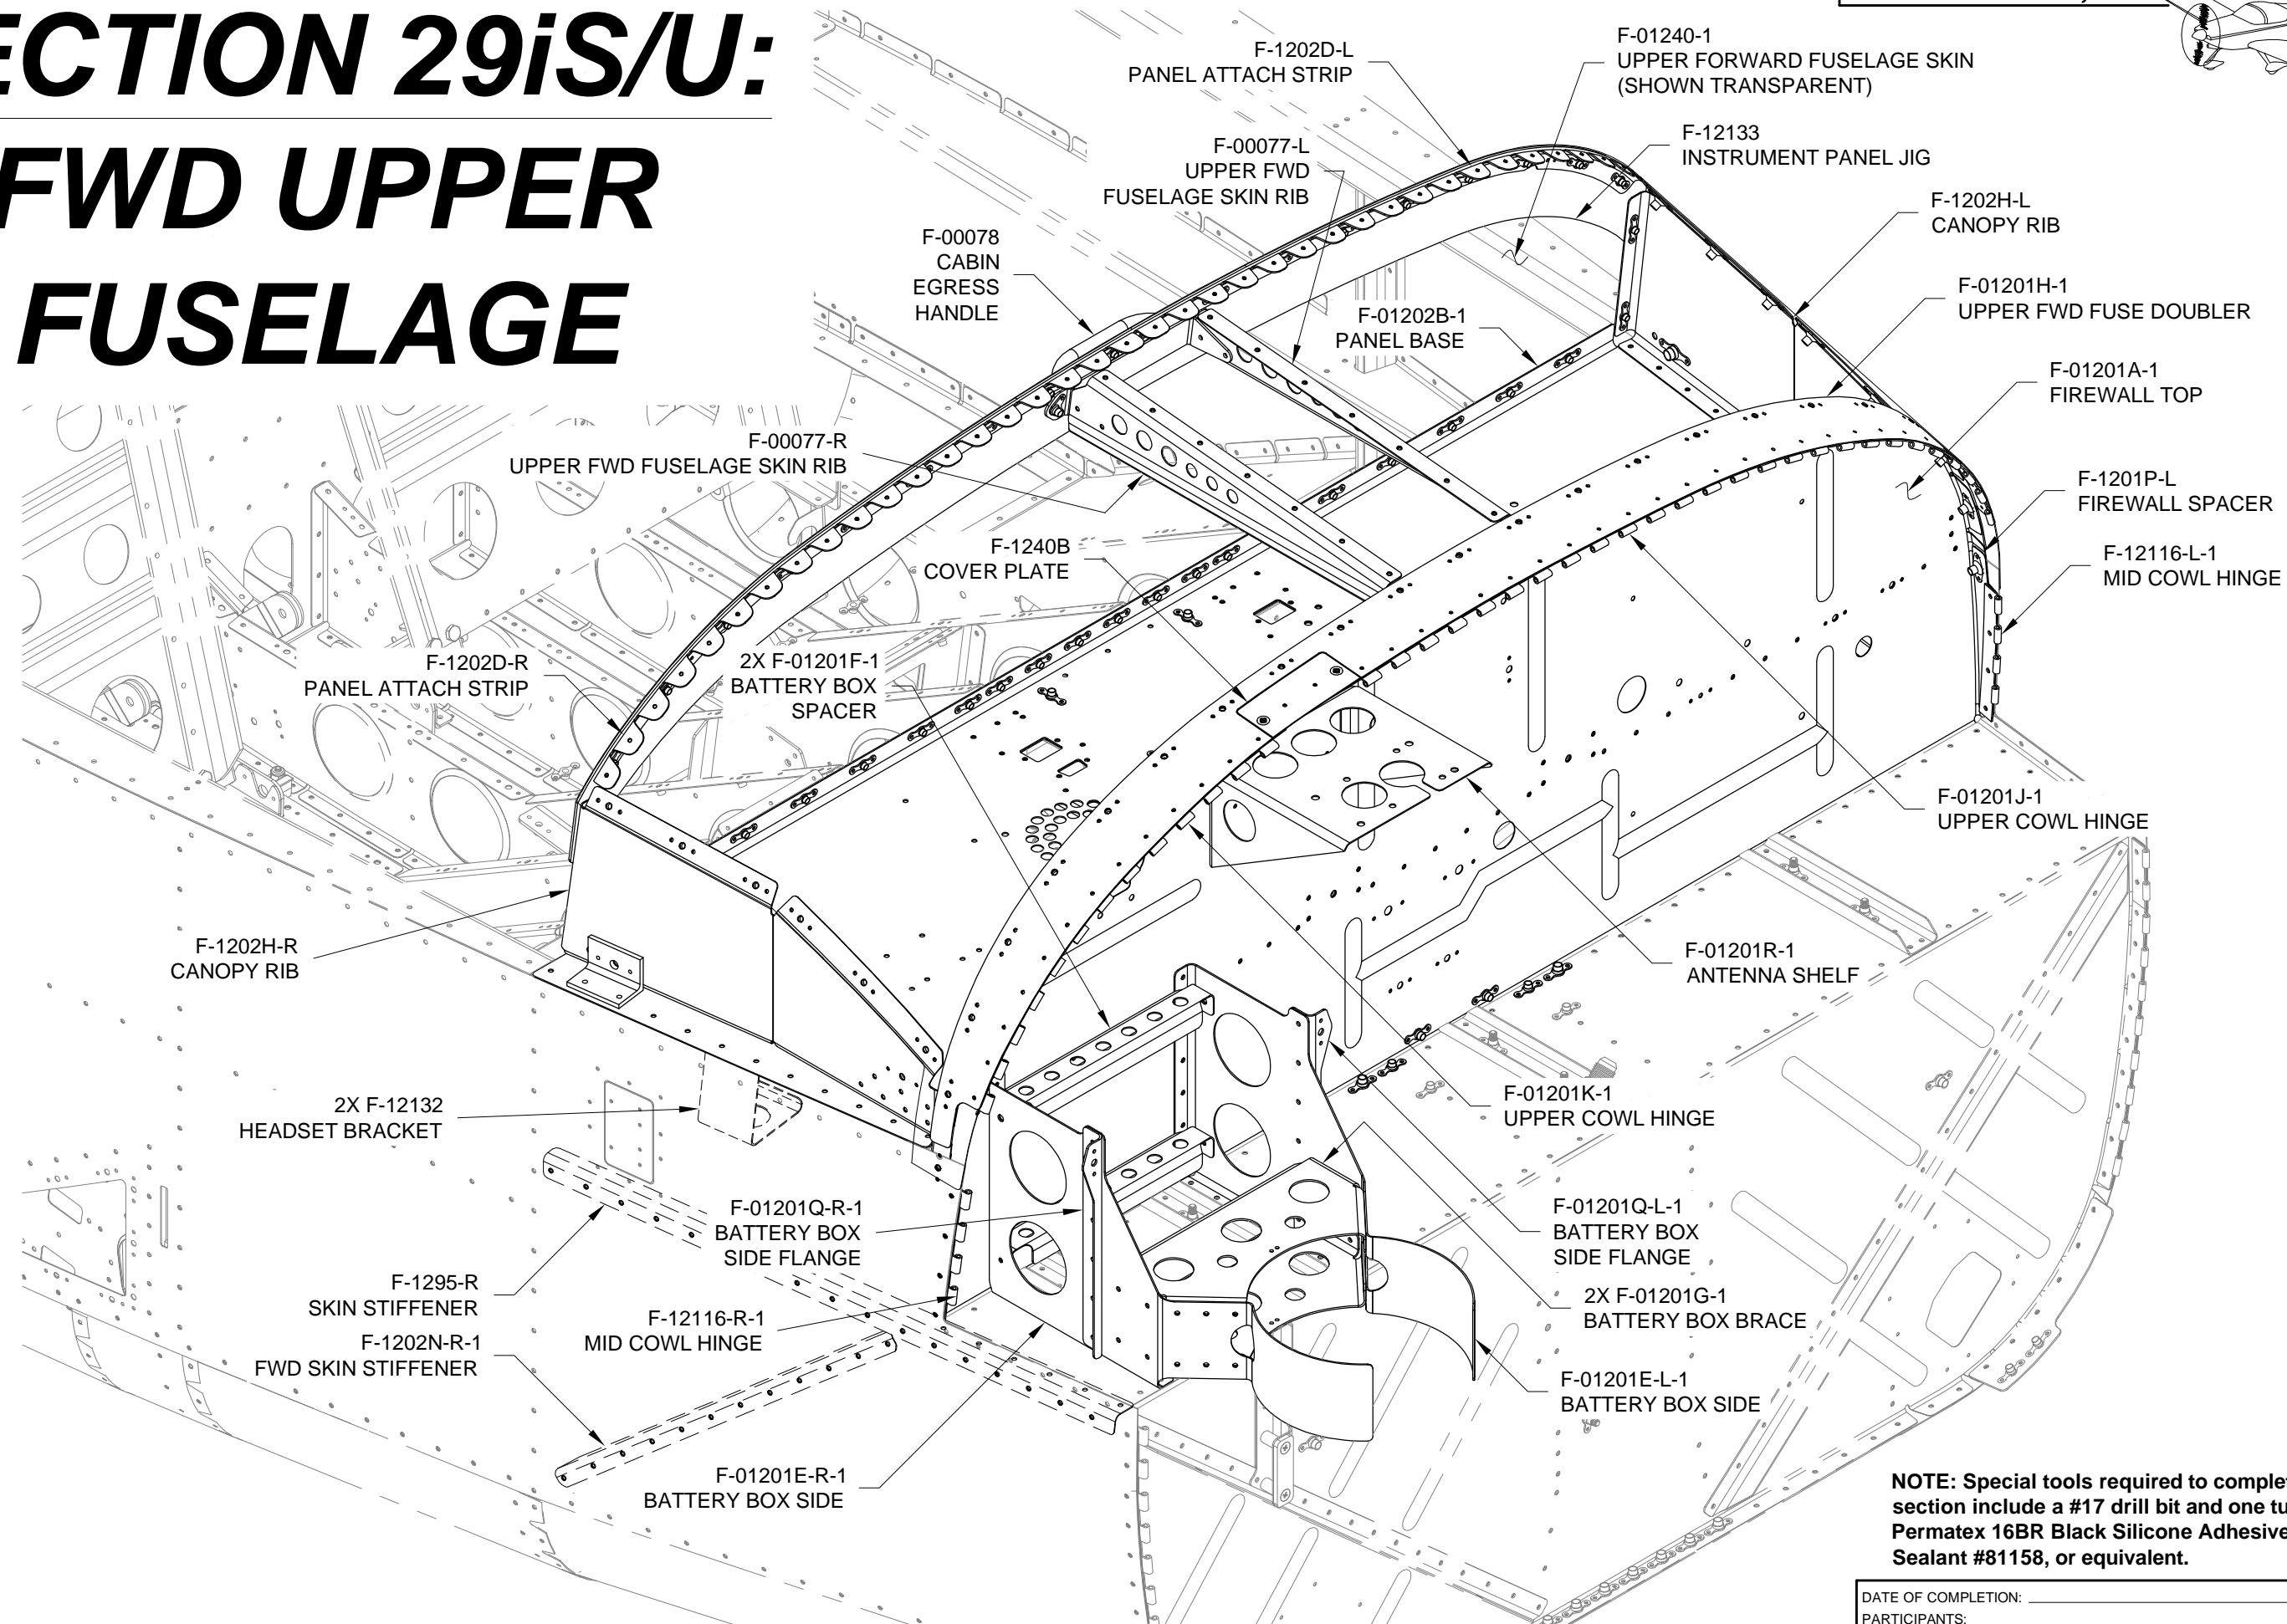 ECTION 29iS/U:
FWD UPPER
FUSELAGE
F-1202D-L
PANEL ATTACH STRIP
F-01240-1
UPPER FORWARD FUSELAGE SKIN
(SHOWN TRANSPARENT)
F-00077-L
UPPER FWD
FUSELAGE SKIN RIB
F-12133
INSTRUMENT PANEL JIG
F-1202H-L
CANOPY RIB
F-00078
CABIN
EGRESS
HANDLE
F-01202B-1
PANEL BASE
F-01201H-1
UPPER FWD FUSE DOUBLER
F-01201A-1
FIREWALL TOP
F-00077-R
UPPER FWD FUSELAGE SKIN RIB
F-1201P-L
FIREWALL SPACER
F-1240B
COVER PLATE
F-12116-L-1
MID COWL HINGE
F-1202D-R
PANEL ATTACH STRIP
2X F-01201F-1
BATTERY BOX
SPACER
F-01201J-1
UPPER COWL HINGE
F-1202H-R
CANOPY RIB
F-01201R-1
ANTENNA SHELF
2X F-12132
HEADSET BRACKET
F-01201K-1
UPPER COWL HINGE
F-01201Q-R-1
BATTERY BOX
SIDE FLANGE
F-01201Q-L-1
BATTERY BOX
SIDE FLANGE
F-1295-R
SKIN STIFFENER
F-12116-R-1
MID COWL HINGE
2X F-01201G-1
BATTERY BOX BRACE
F-1202N-R-1
FWD SKIN STIFFENER
F-01201E-L-1
BATTERY BOX SIDE
F-01201E-R-1
BATTERY BOX SIDE
NOTE: Special tools required to complet
section include a #17 drill bit and one tu
Permatex 16BR Black Silicone Adhesive
Sealant #81158, or equivalent.
DATE OF COMPLETION:
PARTICIPANTS: